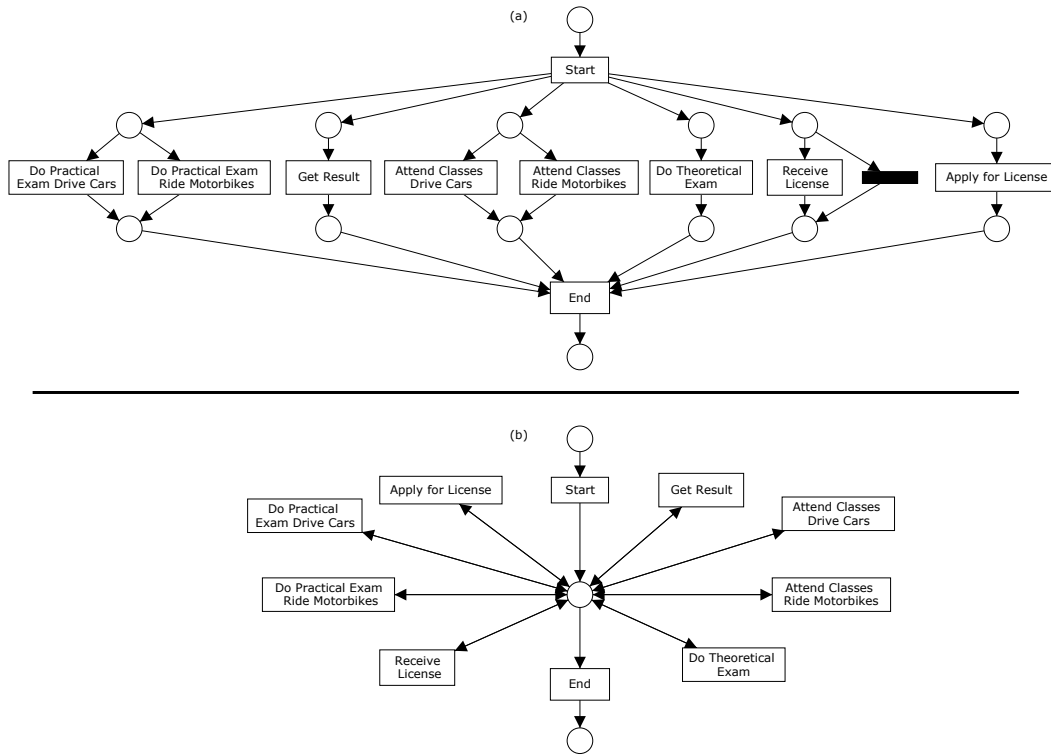 (a)
Start
Do Practical
Exam Drive Cars
Do Practical Exam
Ride Motorbikes
Get Result
Attend Classes
Drive Cars
Attend Classes
Ride Motorbikes
Do Theoretical
Exam
Receive
License
Apply for License
End
(b)
Start
Apply for License
Get Result
Do Practical
Exam Drive Cars
Attend Classes
Drive Cars
Do Practical Exam
Ride Motorbikes
Attend Classes
Ride Motorbikes
Receive
License
Do Theoretical
Exam
End